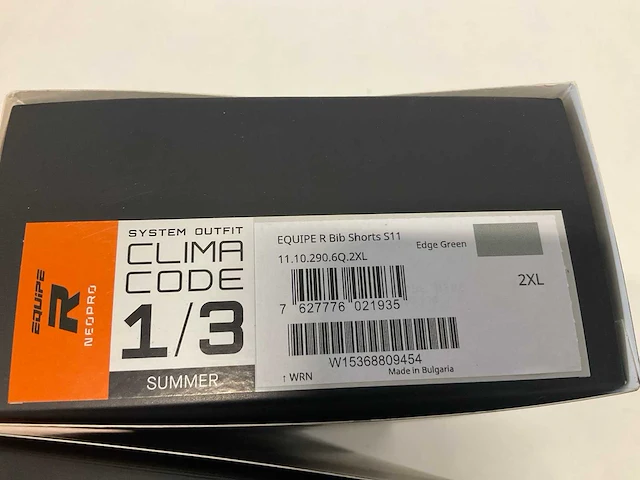 EQUIPE
R
NEOPRO
SYSTEM OUTFIT
CLIMA
CODE
1/3
SUMMER
EQUIPE R Bib Shorts S11
Edge Green
11.10.290.6Q.2XL
2XL
7 627776 021935
W15368809454
↑ WRN
Made in Bulgaria